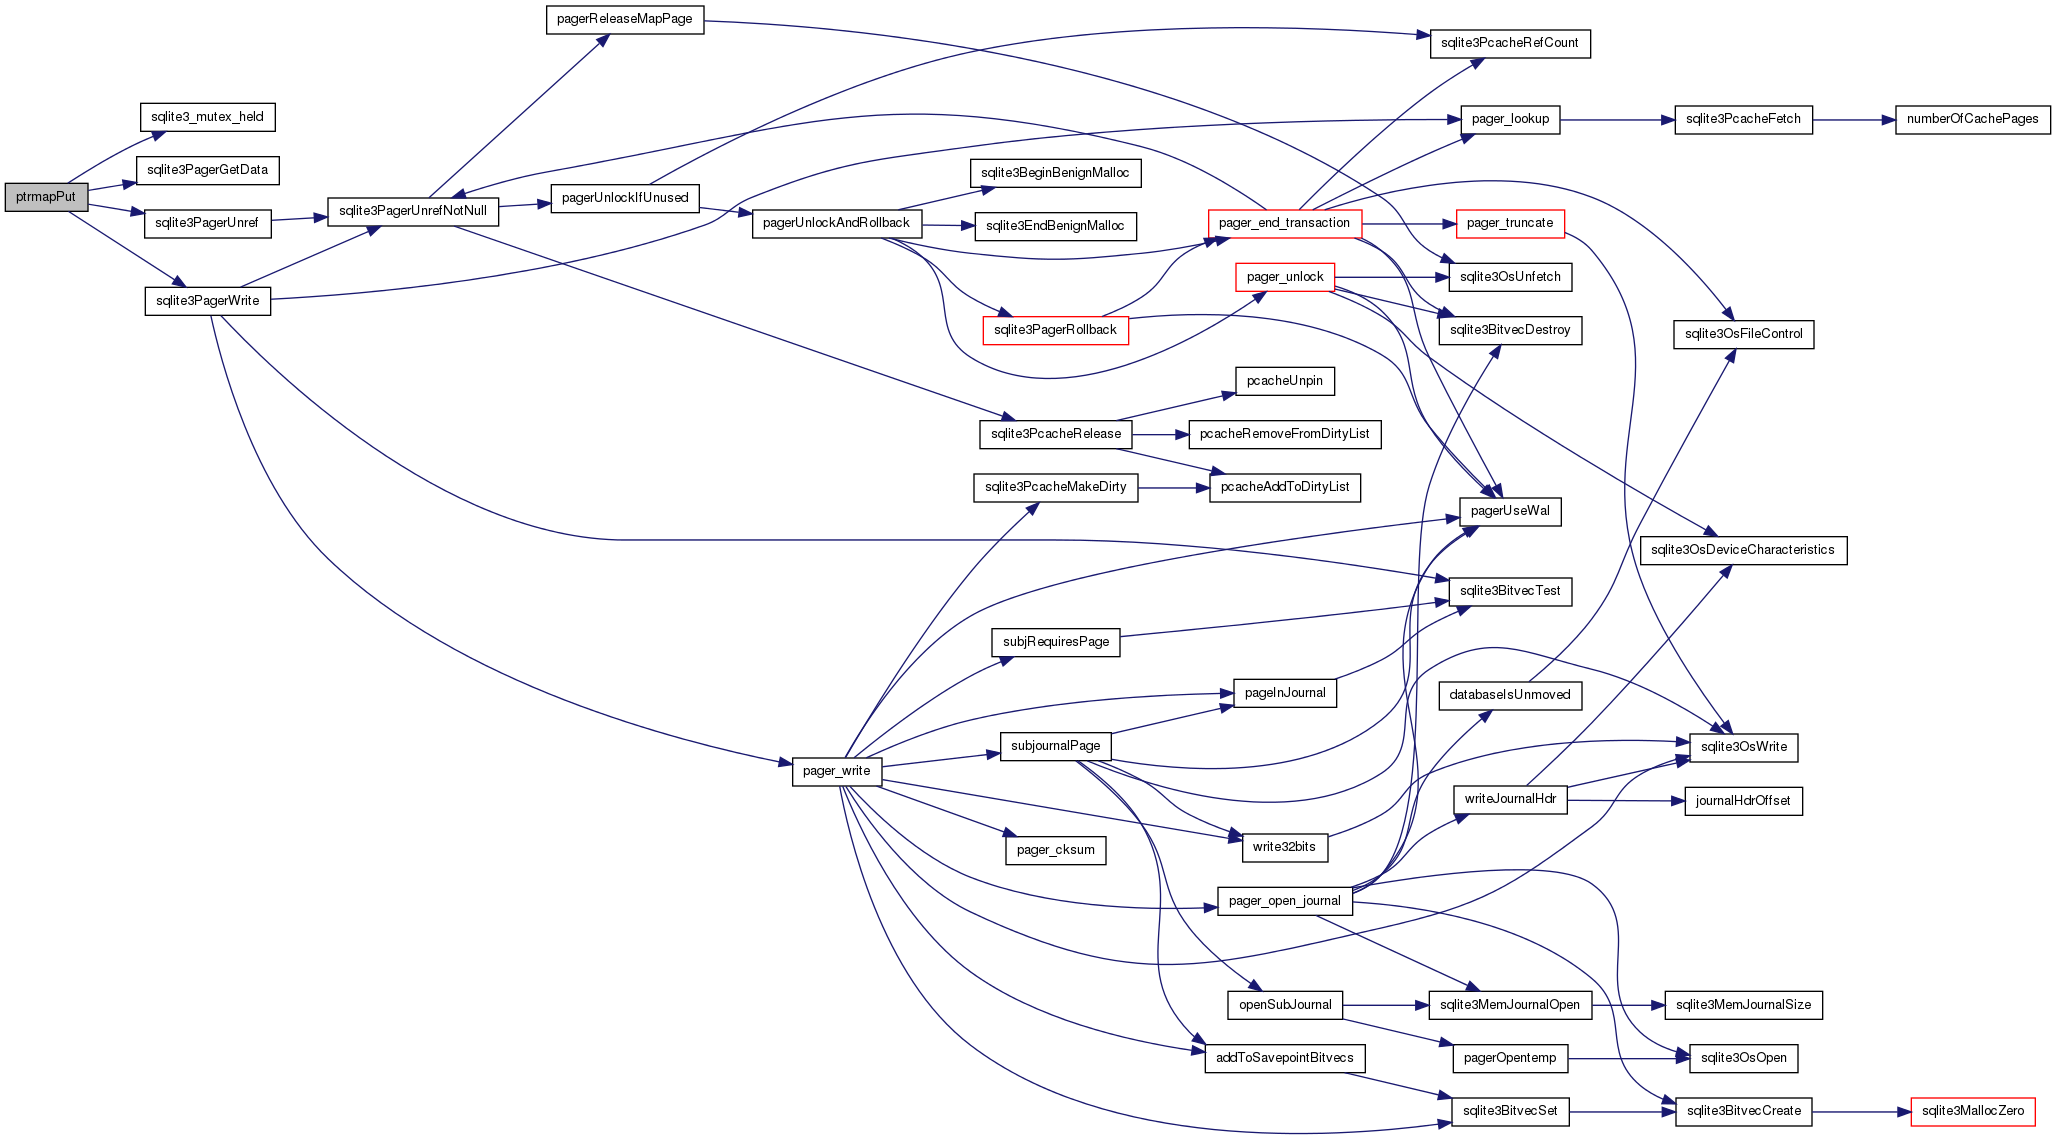 pagerReleaseMapPage
sqlite3PcacheRefCount
sqlite3_mutex_held
pager_lookup
sqlite3PcacheFetch
numberOfCachePages
sqlite3PagerGetData
sqlite3BeginBenignMalloc
ptrmapPut
pagerUnlockIfUnused
sqlite3PagerUnref
sqlite3PagerUnrefNotNull
pagerUnlockAndRollback
sqlite3EndBenignMalloc
pager_end_transaction
pager_truncate
pager_unlock
sqlite3OsUnfetch
sqlite3PagerWrite
sqlite3PagerRollback
sqlite3BitvecDestroy
sqlite3OsFileControl
pcacheUnpin
sqlite3PcacheRelease
pcacheRemoveFromDirtyList
sqlite3PcacheMakeDirty
pcacheAddToDirtyList
pagerUseWal
sqlite3OsDeviceCharacteristics
sqlite3BitvecTest
subjRequiresPage
pageInJournal
databaseIsUnmoved
subjournalPage
sqlite3OsWrite
pager_write
writeJournalHdr
journalHdrOffset
pager_cksum
write32bits
pager_open_journal
openSubJournal
sqlite3MemJournalOpen
sqlite3MemJournalSize
addToSavepointBitvecs
pagerOpentemp
sqlite3OsOpen
sqlite3BitvecSet
sqlite3BitvecCreate
sqlite3MallocZero